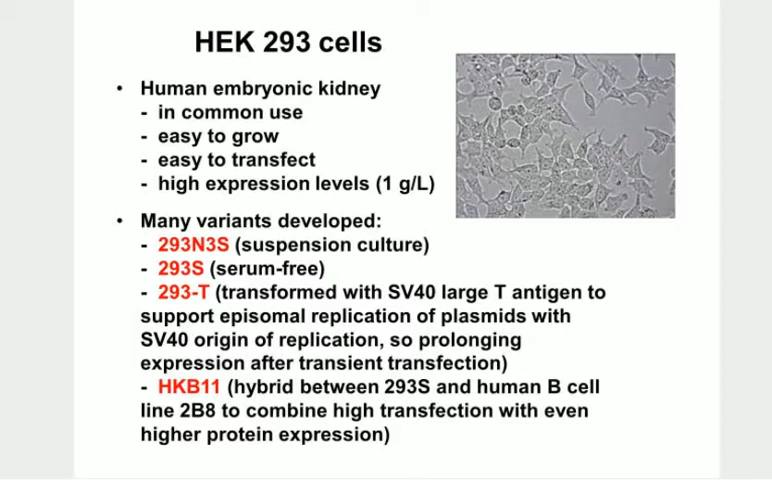 HEK 293 cells
• Human embryonic kidney
- in common use
- easy to grow
- easy to transfect
- high expression levels (1 g/L)
• Many variants developed:
- 293N3S (suspension culture)
- 293S (serum-free)
- 293-T (transformed with SV40 large T antigen to
support episomal replication of plasmids with
SV40 origin of replication, so prolonging
expression after transient transfection)
- HKB11 (hybrid between 293S and human B cell
line 2B8 to combine high transfection with even
higher protein expression)